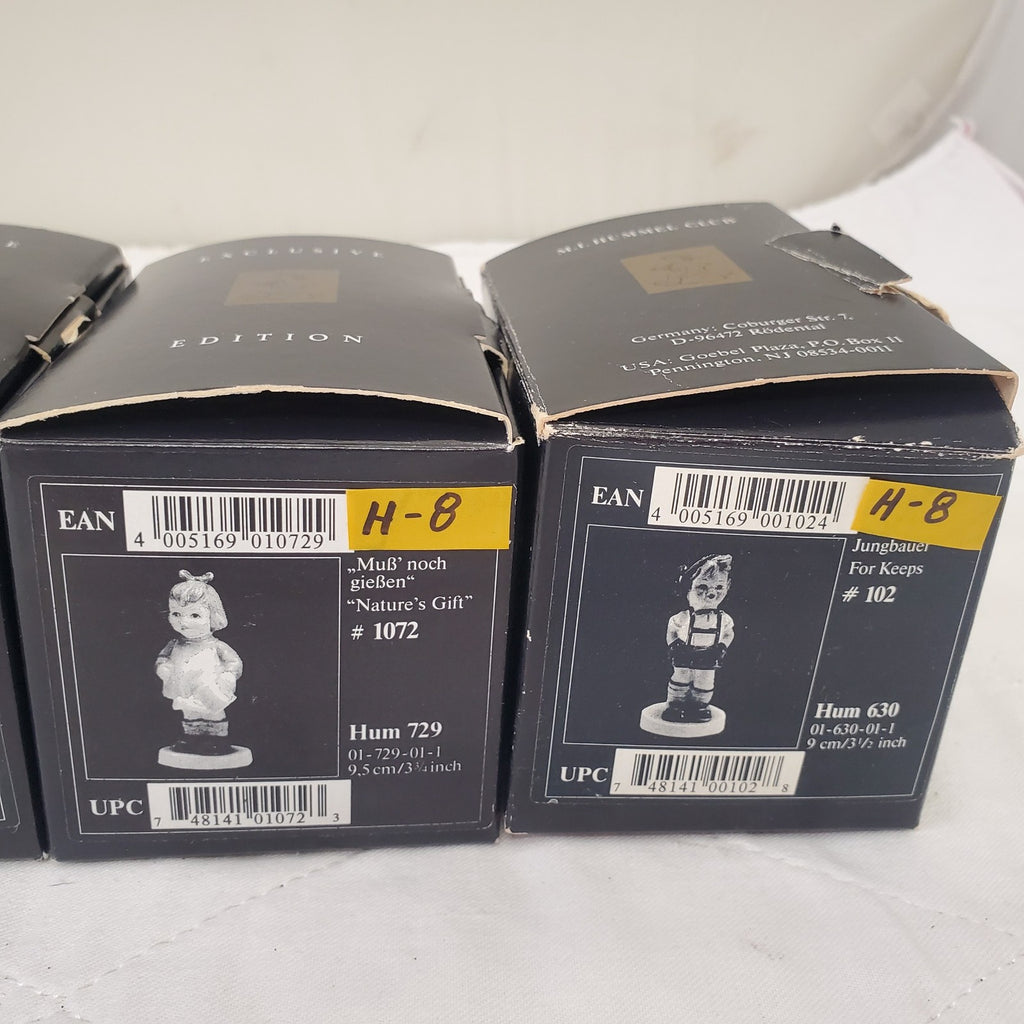 E
EXCLUSIVE
EDITION
EAN
4 005169 010729
H-8
„Muß' noch
gießen“
“Nature's Gift”
# 1072
Hum 729
01-729-01-1
9,5 cm/3¾ inch
UPC
7 48141 01072 3
M.I. HUMMEL CLUB
Germany: Coburger Str. 7,
D-96472 Rödental
USA: Goebel Plaza, P.O. Box 11
Pennington, NJ 08534-0011
EAN
4 005169 001024
H-8
Jungbauer
For Keeps
# 102
Hum 630
01-630-01-1
9 cm/3½ inch
UPC
7 48141 00102 8